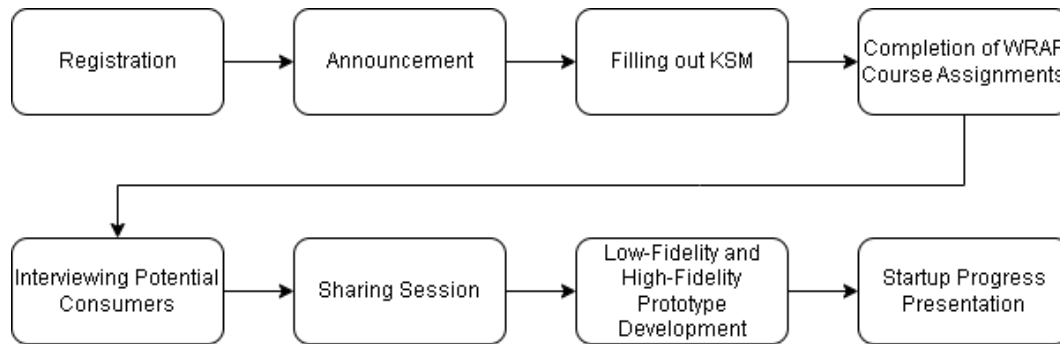 Registration
Announcement
Filling out KSM
Completion of WRAP
Course Assignments
Interviewing Potential
Consumers
Sharing Session
Low-Fidelity and
High-Fidelity
Prototype
Development
Startup Progress
Presentation